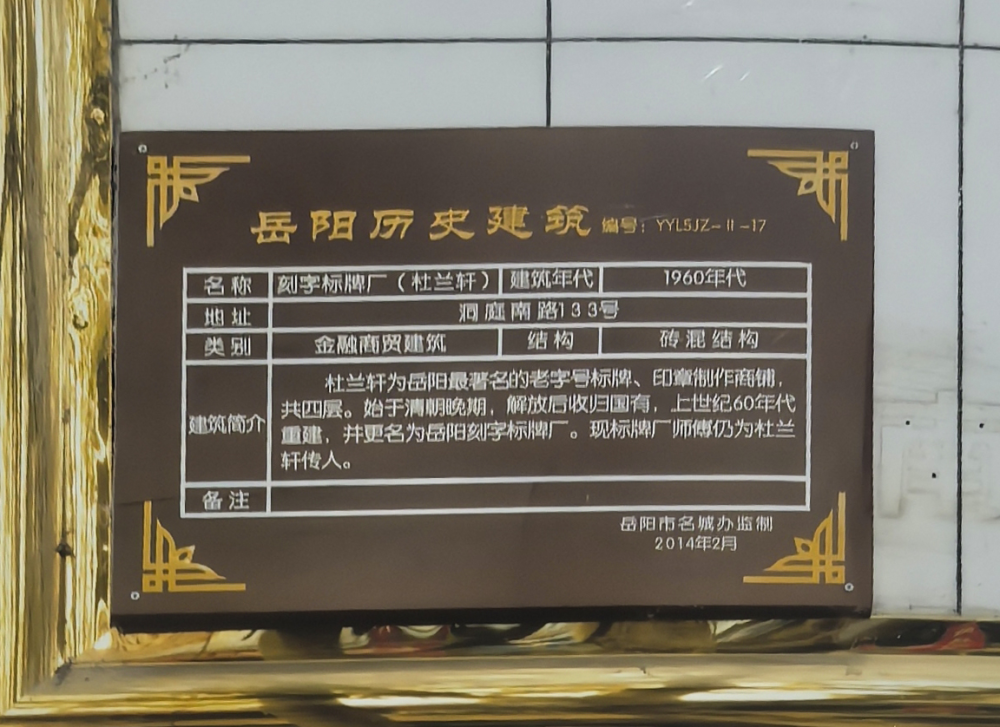 岳阳历史建筑 编号：YYLSJZ-II-17
名称 刻字标牌厂（杜兰轩） 建筑年代 1960年代
地址 洞庭南路133号
类别 金融商贸建筑 结构 砖混结构
杜兰轩为岳阳最著名的老字号标牌、印章制作商铺，
共四层。始于清朝晚期，解放后收归国有，上世纪60年代
建筑简介 重建，并更名为岳阳刻字标牌厂。现标牌厂师傅仍为杜兰
轩传人。
备注
岳阳市名城办监制
2014年2月